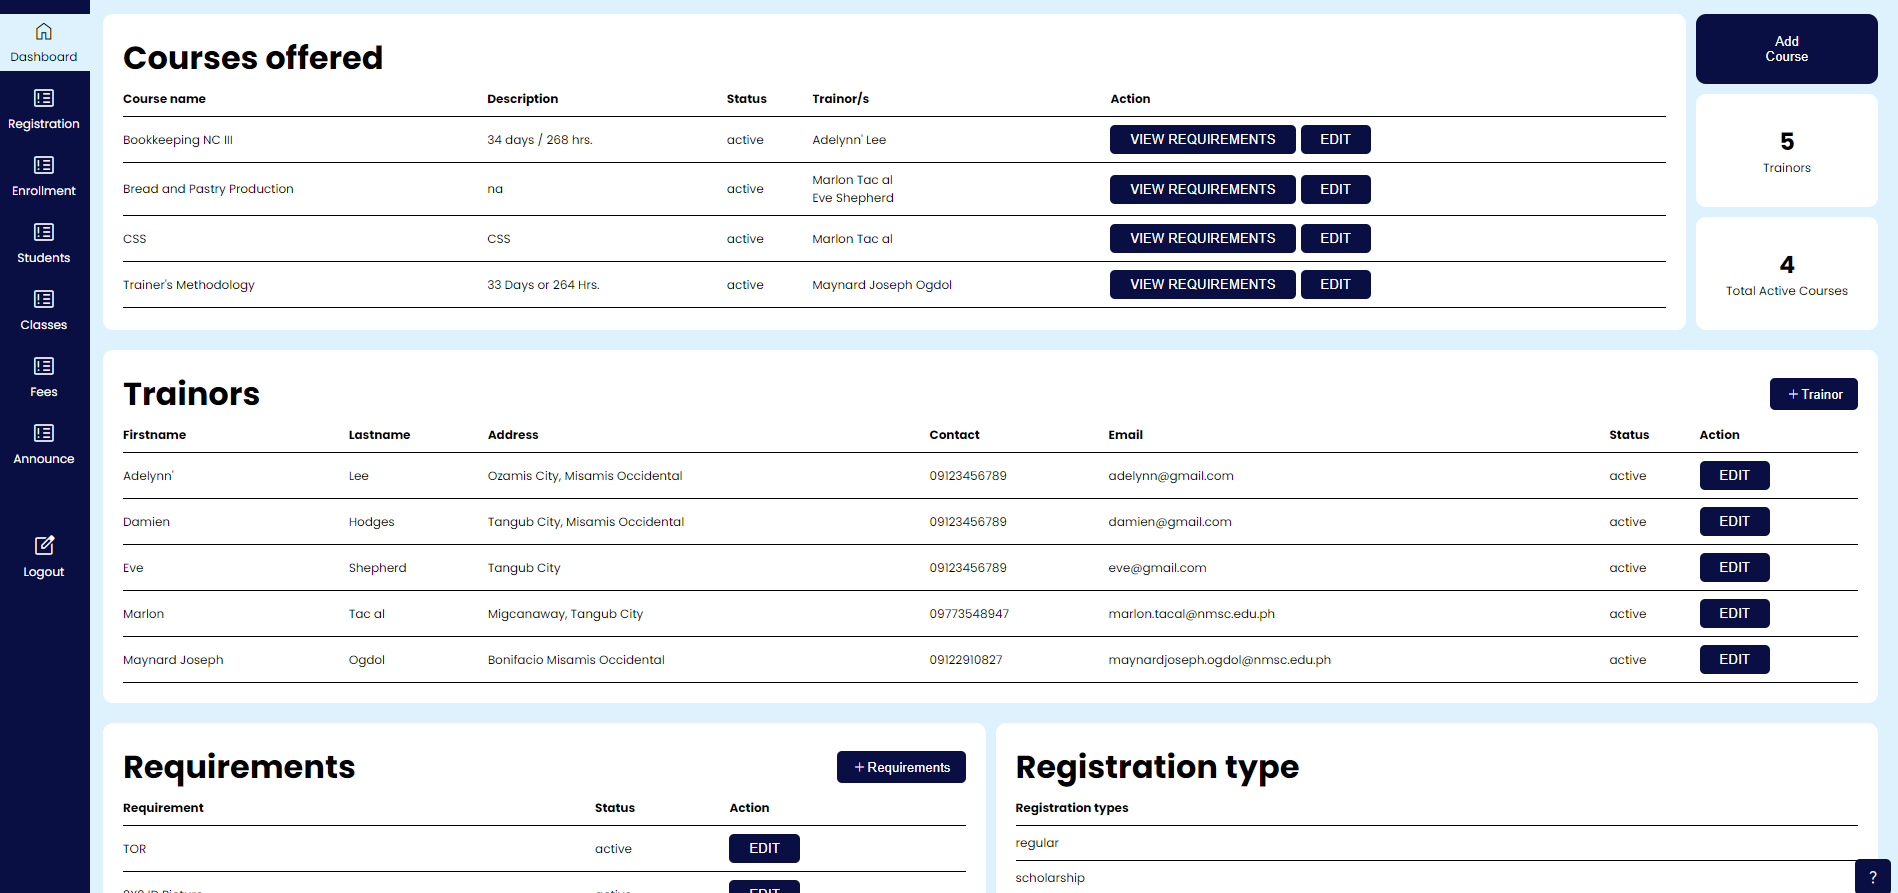 Dashboard
Registration
Enrollment
Students
Classes
Fees
Announce
Logout
Courses offered
Course name Description Status Trainor/s Action
Bookkeeping NC III 34 days / 268 hrs. active Adelynn' Lee VIEW REQUIREMENTS EDIT
Bread and Pastry Production na active Marlon Tac al VIEW REQUIREMENTS EDIT
Eve Shepherd
CSS CSS active Marlon Tac al VIEW REQUIREMENTS EDIT
Trainer's Methodology 33 Days or 264 Hrs. active Maynard Joseph Ogdol VIEW REQUIREMENTS EDIT
Add
Course
5
Trainors
4
Total Active Courses
Trainors
+ Trainor
Firstname Lastname Address Contact Email Status Action
Adelynn' Lee Ozamis City, Misamis Occidental 09123456789 adelynn@gmail.com active EDIT
Damien Hodges Tangub City, Misamis Occidental 09123456789 damien@gmail.com active EDIT
Eve Shepherd Tangub City 09123456789 eve@gmail.com active EDIT
Marlon Tac al Migcanaway, Tangub City 09773548947 marlon.tacal@nmsc.edu.ph active EDIT
Maynard Joseph Ogdol Bonifacio Misamis Occidental 09122910827 maynardjoseph.ogdol@nmsc.edu.ph active EDIT
Requirements
+ Requirements
Requirement Status Action
TOR active EDIT
2X2 ID Picture active EDIT
Registration type
Registration types
regular
scholarship
?